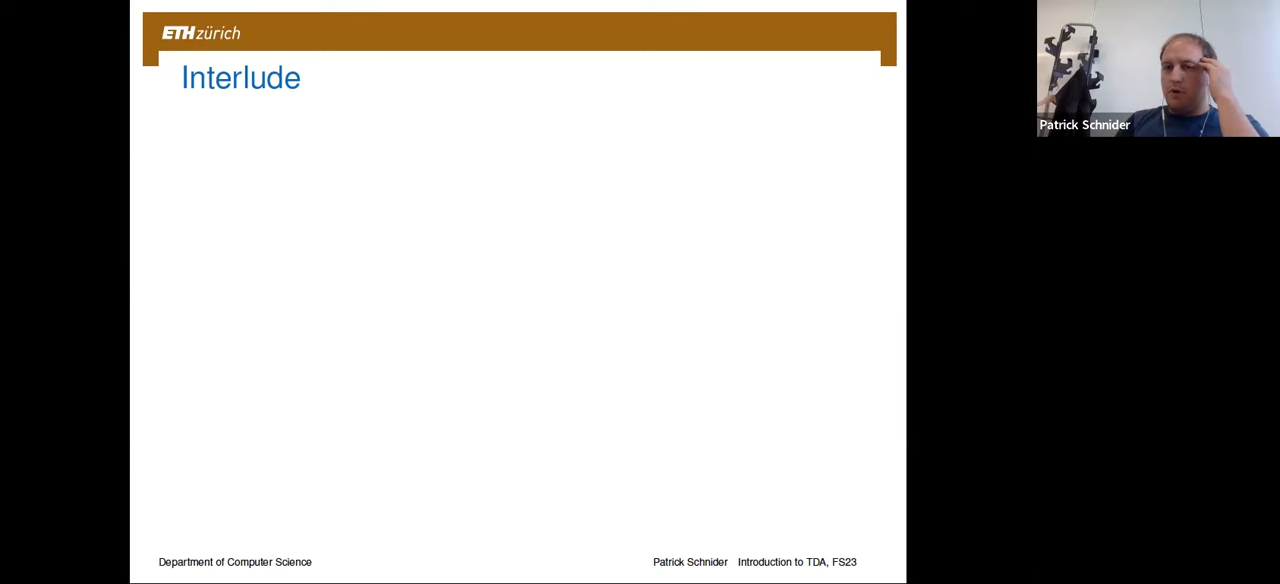 ETH zürich
Interlude
Patrick Schnider
Department of Computer Science
Patrick Schnider Introduction to TDA, FS23